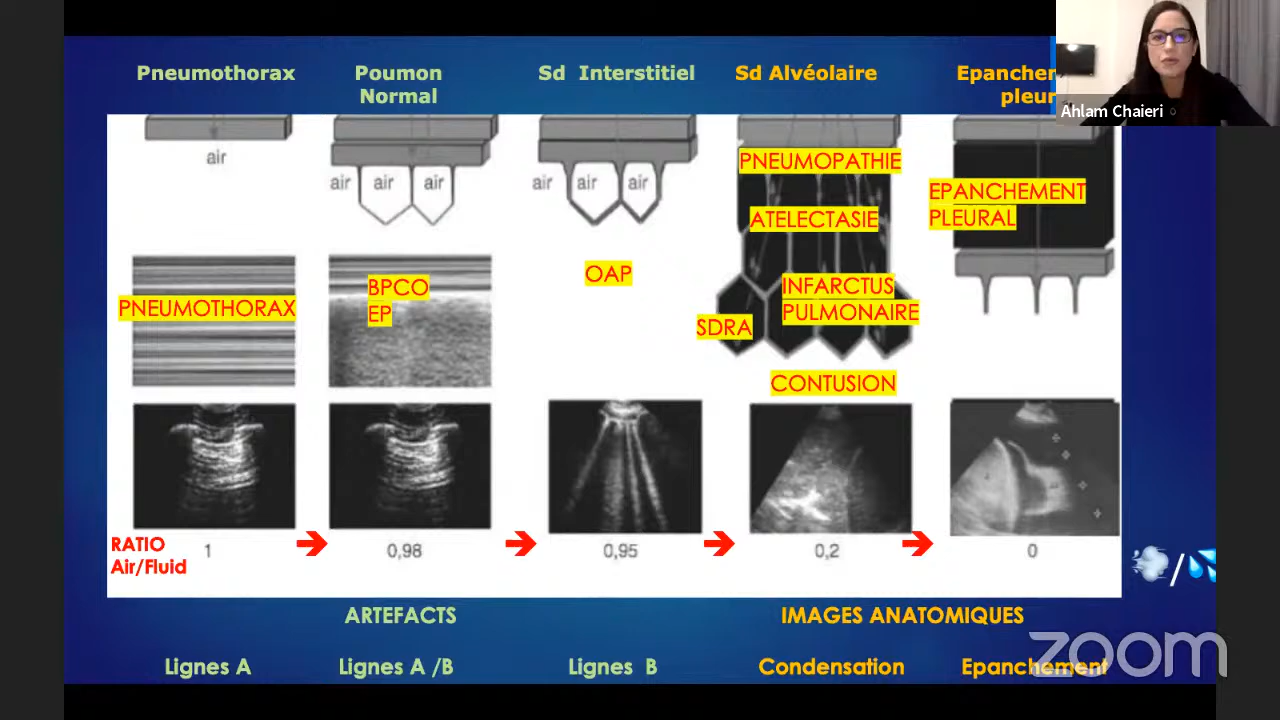 Pneumothorax
Poumon
Normal
Sd Interstitiel
Sd Alvéolaire
pleur
Ahlam Chaieri
air
air
air
air
air
air
air
PNEUMOPATHIE
ATELECTASIE
EPANCHEMENT
PLEURAL
OAP
BPCO
EP
PNEUMOTHORAX
INFARCTUS
PULMONAIRE
SDRA
CONTUSION
RATIO
Air/Fluid
1
0,98
0,95
0,2
0
/
ARTEFACTS
IMAGES ANATOMIQUES
Lignes A
Lignes A /B
Lignes B
Condensation
Epanchement
zoom